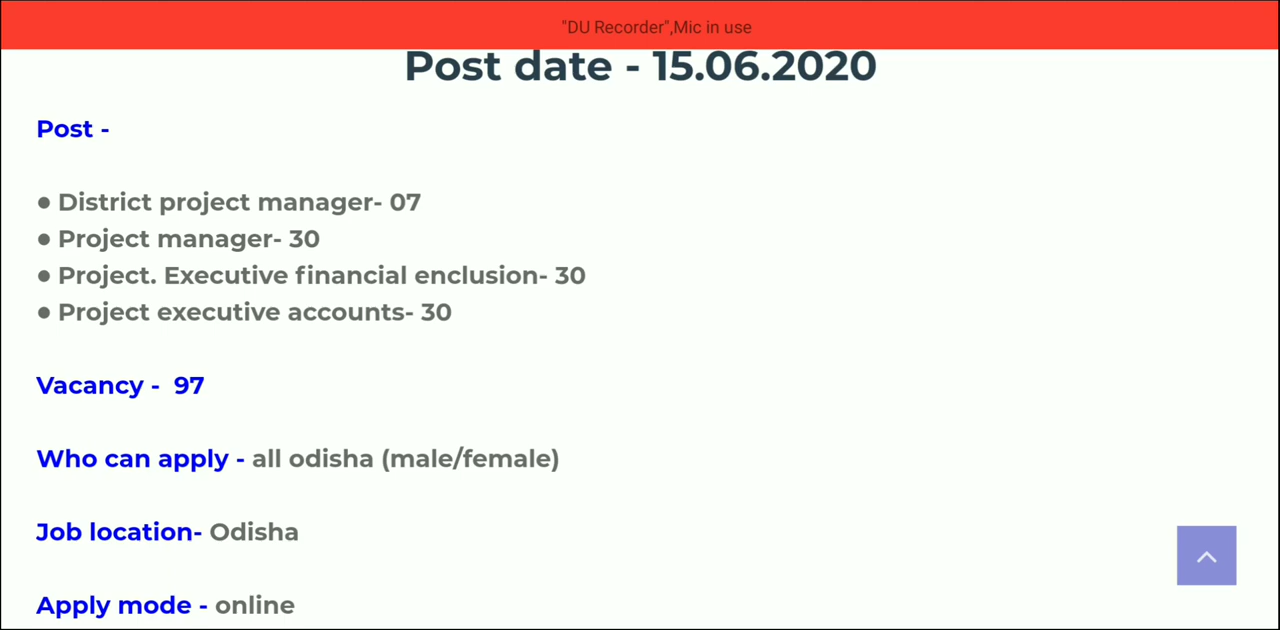 "DU Recorder",Mic in use
Post date - 15.06.2020
Post -
● District project manager- 07
● Project manager- 30
● Project. Executive financial enclusion- 30
● Project executive accounts- 30
Vacancy - 97
Who can apply - all odisha (male/female)
Job location- Odisha
Apply mode - online